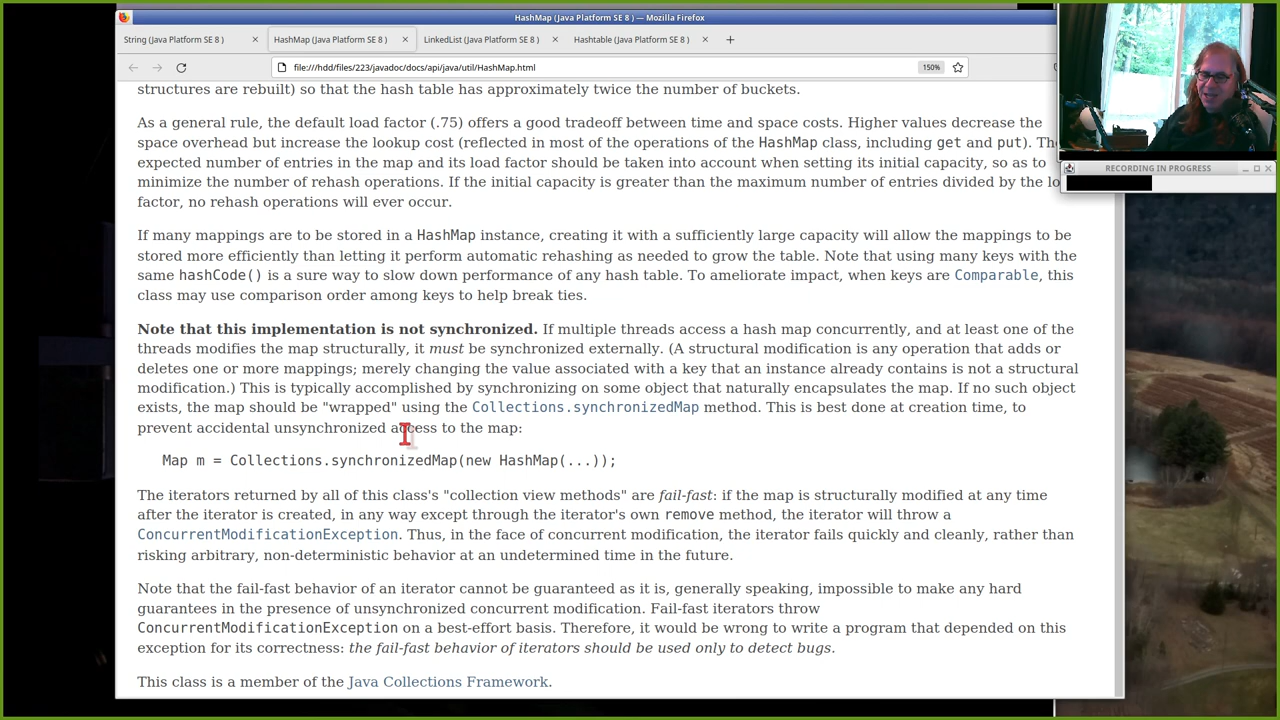 HashMap (Java Platform SE 8 ) — Mozilla Firefox
String (Java Platform SE 8 )
HashMap (Java Platform SE 8 )
LinkedList (Java Platform SE 8 )
Hashtable (Java Platform SE 8 )
file:///hdd/files/223/javadoc/docs/api/java/util/HashMap.html
150%
RECORDING IN PROGRESS
structures are rebuilt) so that the hash table has approximately twice the number of buckets.
As a general rule, the default load factor (.75) offers a good tradeoff between time and space costs. Higher values decrease the
space overhead but increase the lookup cost (reflected in most of the operations of the HashMap class, including get and put). The
expected number of entries in the map and its load factor should be taken into account when setting its initial capacity, so as to
minimize the number of rehash operations. If the initial capacity is greater than the maximum number of entries divided by the lo
factor, no rehash operations will ever occur.
If many mappings are to be stored in a HashMap instance, creating it with a sufficiently large capacity will allow the mappings to be
stored more efficiently than letting it perform automatic rehashing as needed to grow the table. Note that using many keys with the
same hashCode() is a sure way to slow down performance of any hash table. To ameliorate impact, when keys are Comparable, this
class may use comparison order among keys to help break ties.
Note that this implementation is not synchronized. If multiple threads access a hash map concurrently, and at least one of the
threads modifies the map structurally, it must be synchronized externally. (A structural modification is any operation that adds or
deletes one or more mappings; merely changing the value associated with a key that an instance already contains is not a structural
modification.) This is typically accomplished by synchronizing on some object that naturally encapsulates the map. If no such object
exists, the map should be "wrapped" using the Collections.synchronizedMap method. This is best done at creation time, to
prevent accidental unsynchronized access to the map:
Map m = Collections.synchronizedMap(new HashMap(...));
The iterators returned by all of this class's "collection view methods" are fail-fast: if the map is structurally modified at any time
after the iterator is created, in any way except through the iterator's own remove method, the iterator will throw a
ConcurrentModificationException. Thus, in the face of concurrent modification, the iterator fails quickly and cleanly, rather than
risking arbitrary, non-deterministic behavior at an undetermined time in the future.
Note that the fail-fast behavior of an iterator cannot be guaranteed as it is, generally speaking, impossible to make any hard
guarantees in the presence of unsynchronized concurrent modification. Fail-fast iterators throw
ConcurrentModificationException on a best-effort basis. Therefore, it would be wrong to write a program that depended on this
exception for its correctness: the fail-fast behavior of iterators should be used only to detect bugs.
This class is a member of the Java Collections Framework.